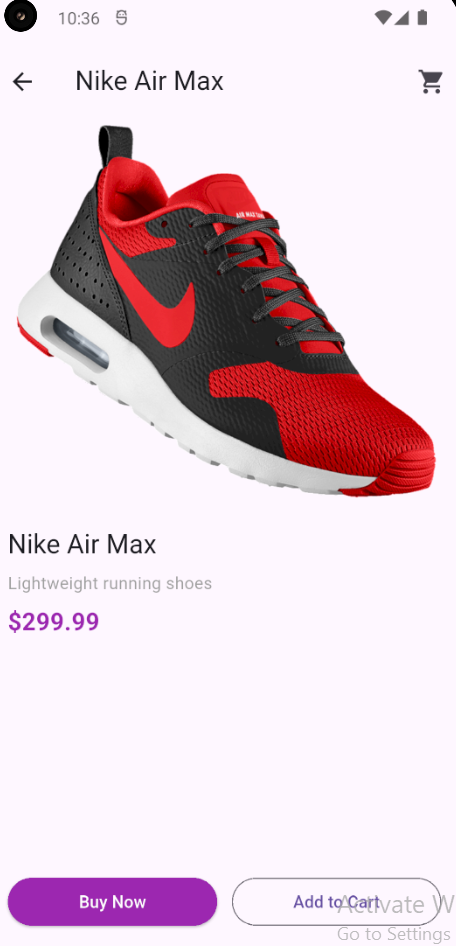 10:36
Nike Air Max
AIR MAX
Nike Air Max
Lightweight running shoes
$299.99
Buy Now
Add to Cart
Activate W
Go to Settings